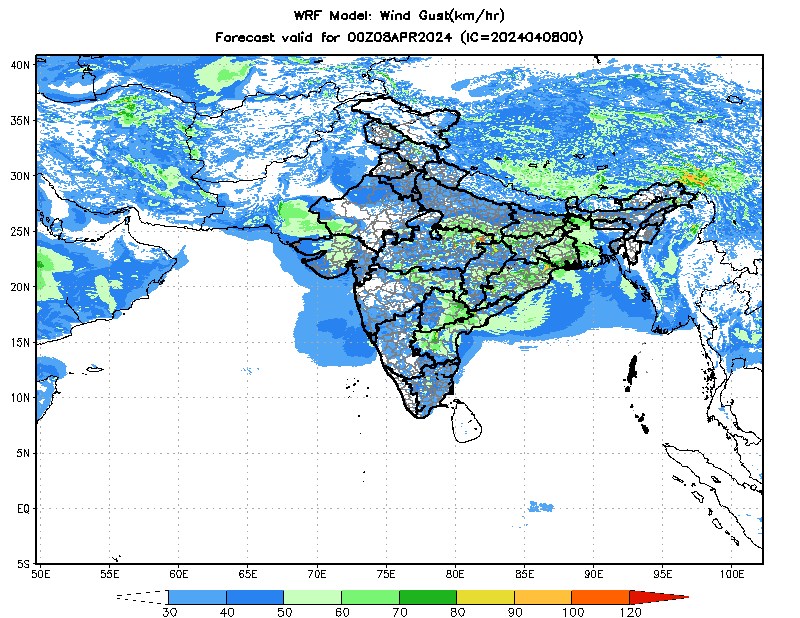 WRF Model: Wind Gust(km/hr)
Forecast valid for 00Z08APR2024 (IC=2024040800)
40N
35N
30N
25N
20N
15N
10N
5N
EQ
5S
50E 55E 60E 65E 70E 75E 80E 85E 90E 95E 100E
30 40 50 60 70 80 90 100 120